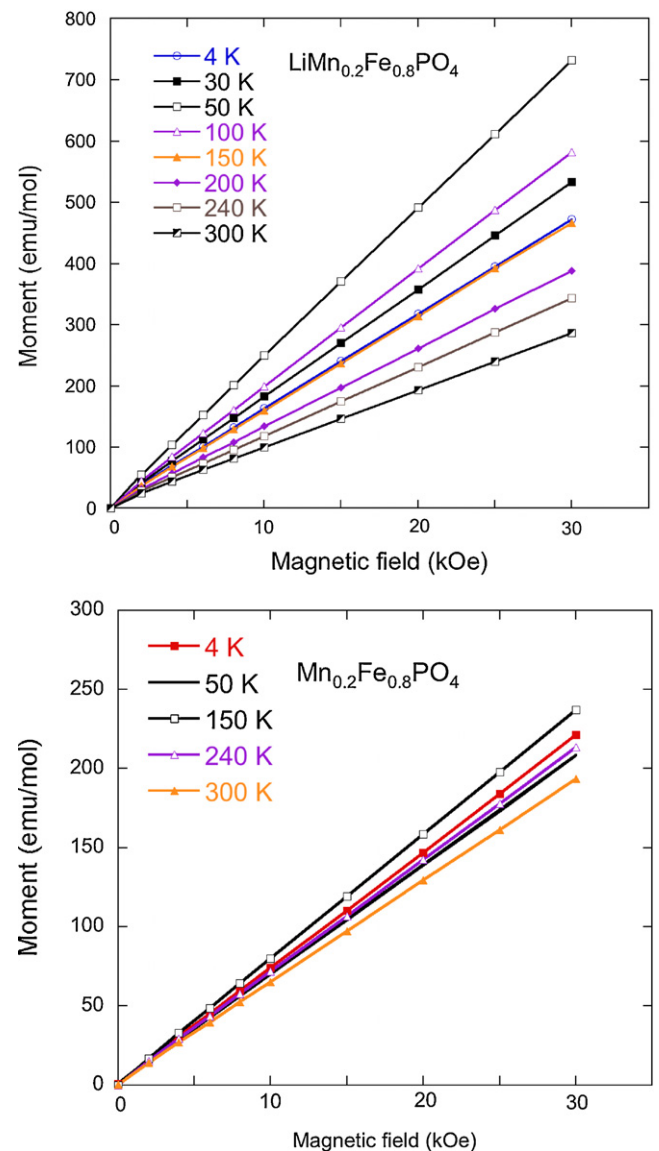 800
700
600
500
400
300
200
100
0
Moment (emu/mol)
4 K
30 K
50 K
100 K
150 K
200 K
240 K
300 K
LiMn0.2Fe0.8PO4
0
10
20
30
Magnetic field (kOe)
300
250
200
150
100
50
0
Moment (emu/mol)
4 K
50 K
150 K
240 K
300 K
Mn0.2Fe0.8PO4
0
10
20
30
Magnetic field (kOe)